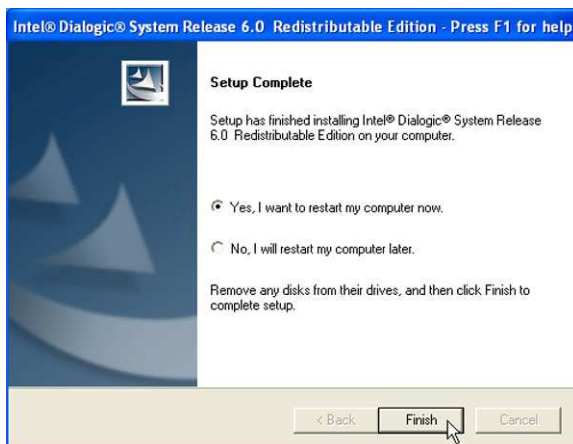 Intel® Dialogic® System Release 6.0 Redistributable Edition - Press F1 for help
Setup Complete
Setup has finished installing Intel® Dialogic® System Release
6.0 Redistributable Edition on your computer.
Yes, I want to restart my computer now.
No, I will restart my computer later.
Remove any disks from their drives, and then click Finish to
complete setup.
< Back
Finish
Cancel